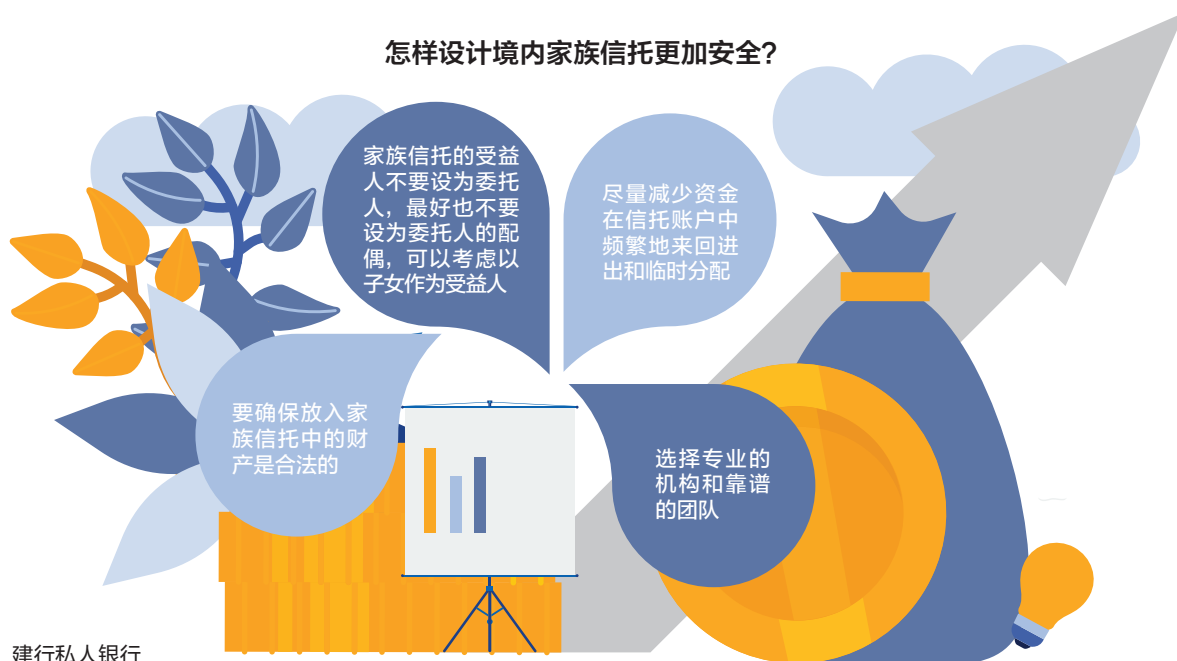 怎样设计境内家族信托更加安全?
家族信托的受益
人不要设为委托
人，最好也不要
设为委托人的配
偶，可以考虑以
子女作为受益人
尽量减少资金
在信托账户中
频繁地来回进
出和临时分配
要确保放入家
族信托中的财
产是合法的
选择专业的
机构和靠谱
的团队
建行私人银行